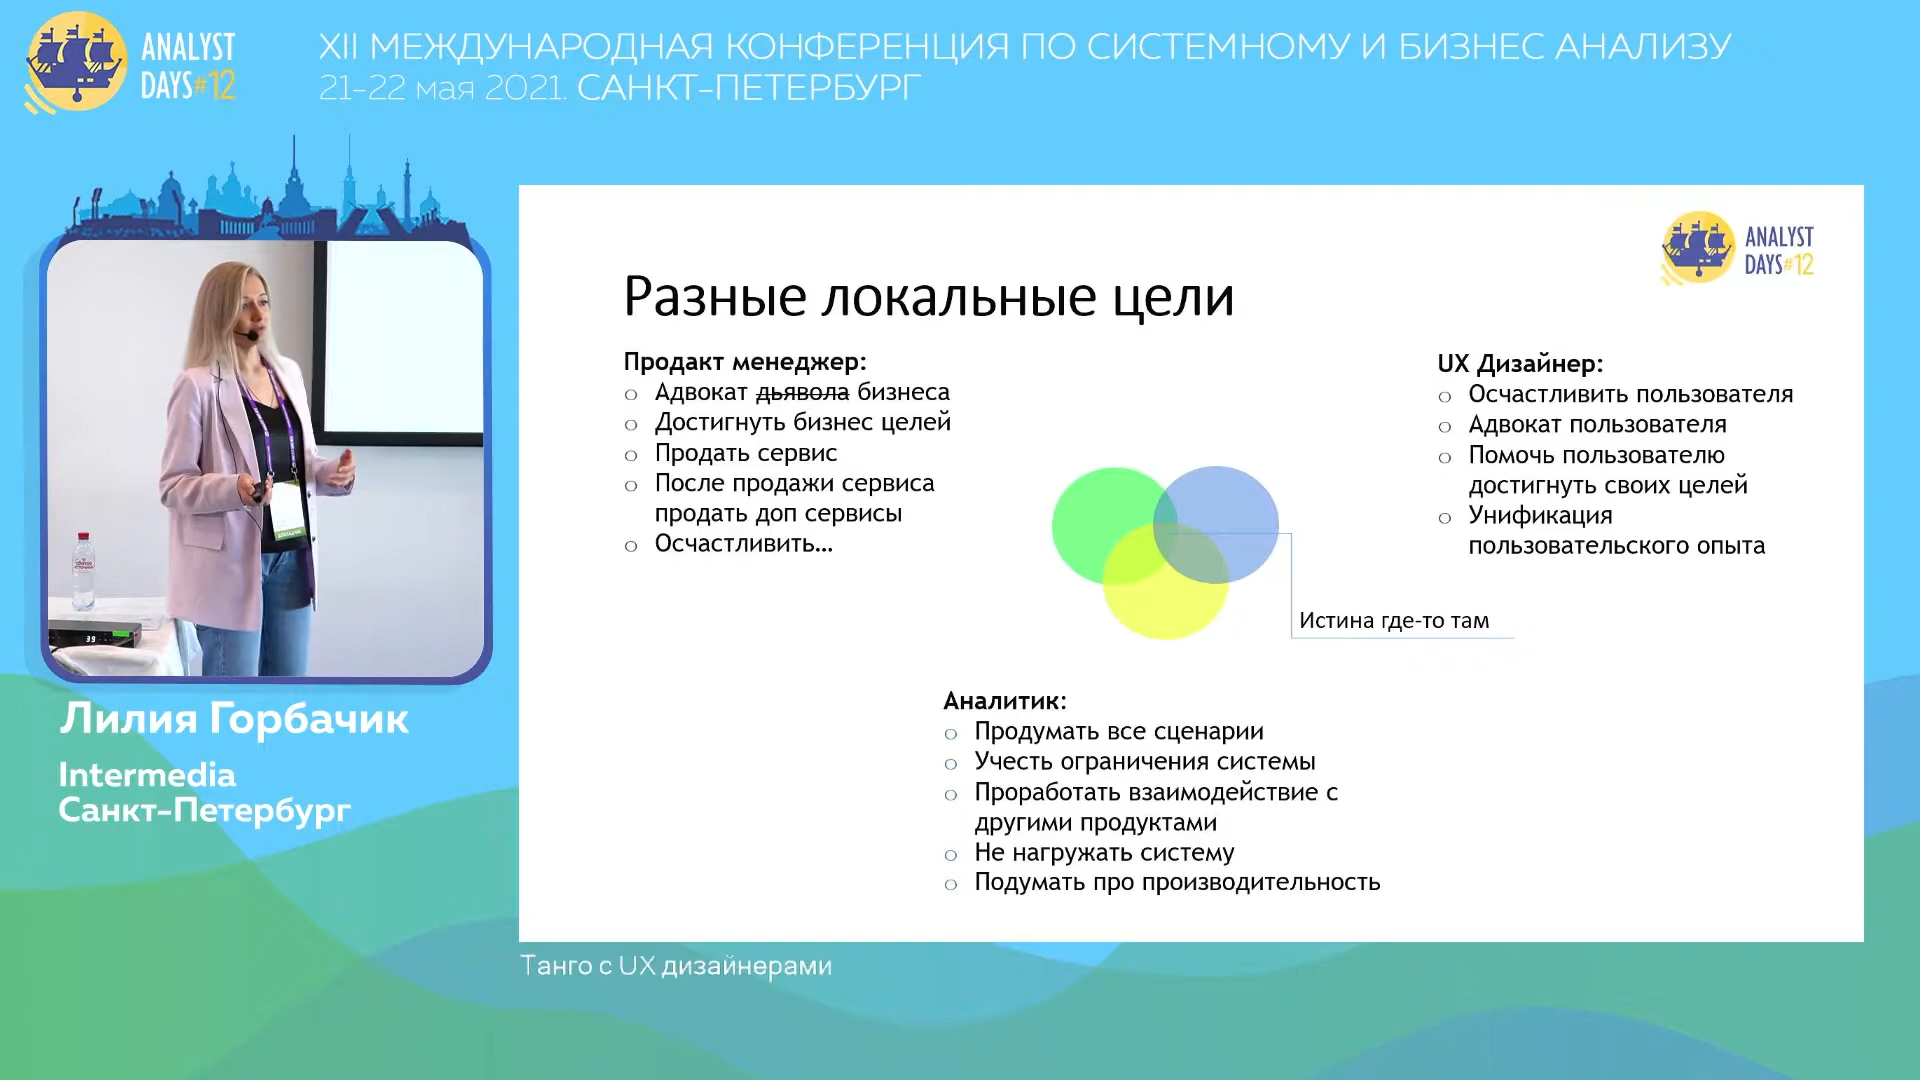 ANALYST
DAYS#12
XII МЕЖДУНАРОДНАЯ КОНФЕРЕНЦИЯ ПО СИСТЕМНОМУ И БИЗНЕС АНАЛИЗУ
21-22 мая 2021. САНКТ-ПЕТЕРБУРГ
ANALYST
DAYS#12
Разные локальные цели
Продакт менеджер:
Адвокат дьявола бизнеса
Достигнуть бизнес целей
Продать сервис
После продажи сервиса
продать доп сервисы
Осчастливить...
UX Дизайнер:
Осчастливить пользователя
Адвокат пользователя
Помочь пользователю
достигнуть своих целей
Унификация
пользовательского опыта
Истина где-то там
Аналитик:
Продумать все сценарии
Учесть ограничения системы
Проработать взаимодействие с
другими продуктами
Не нагружать систему
Подумать про производительность
39
Лилия Горбачик
Intermedia
Санкт-Петербург
Танго с UX дизайнерами